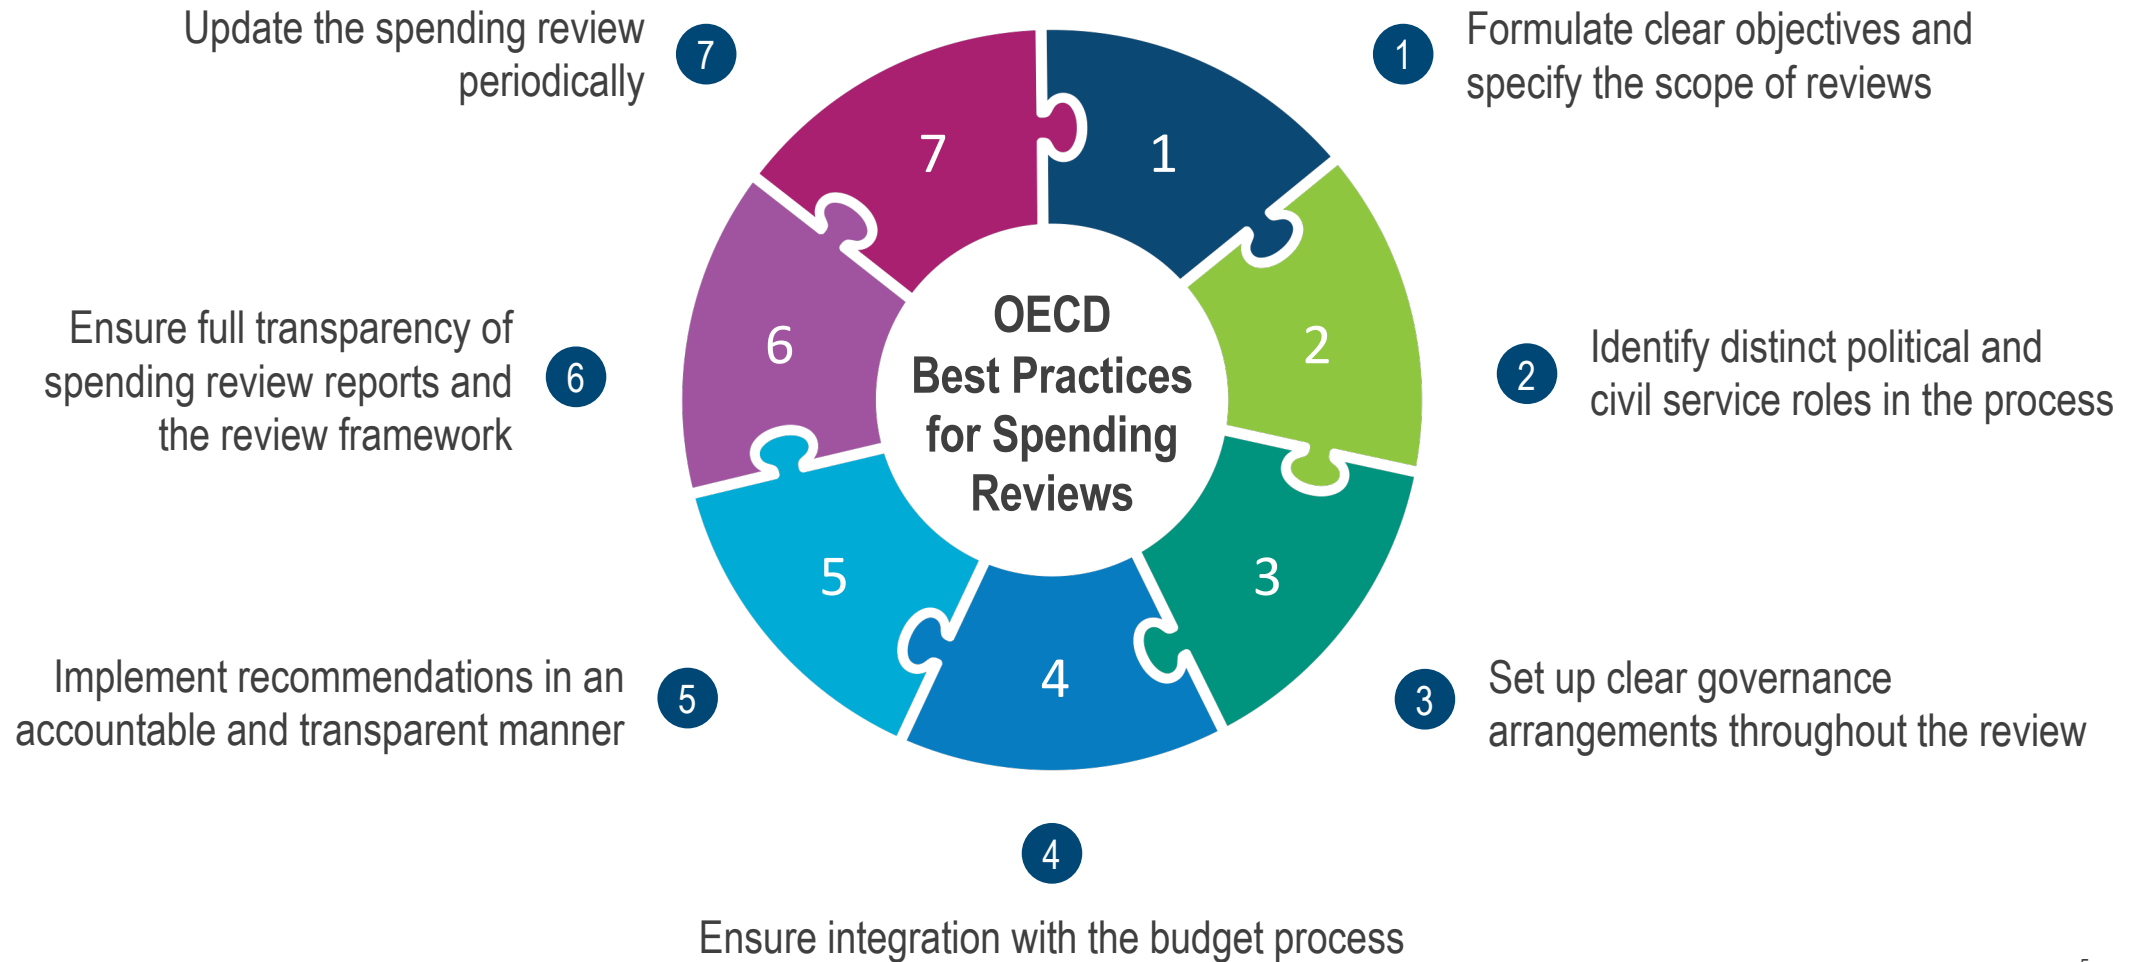 Update the spending review
periodically
7
1
Formulate clear objectives and
specify the scope of reviews
7
1
6
2
5
3
4
OECD
Best Practices
for Spending
Reviews
Ensure full transparency of
spending review reports and
the review framework
6
2
Identify distinct political and
civil service roles in the process
Implement recommendations in an
accountable and transparent manner
5
3
Set up clear governance
arrangements throughout the review
4
Ensure integration with the budget process